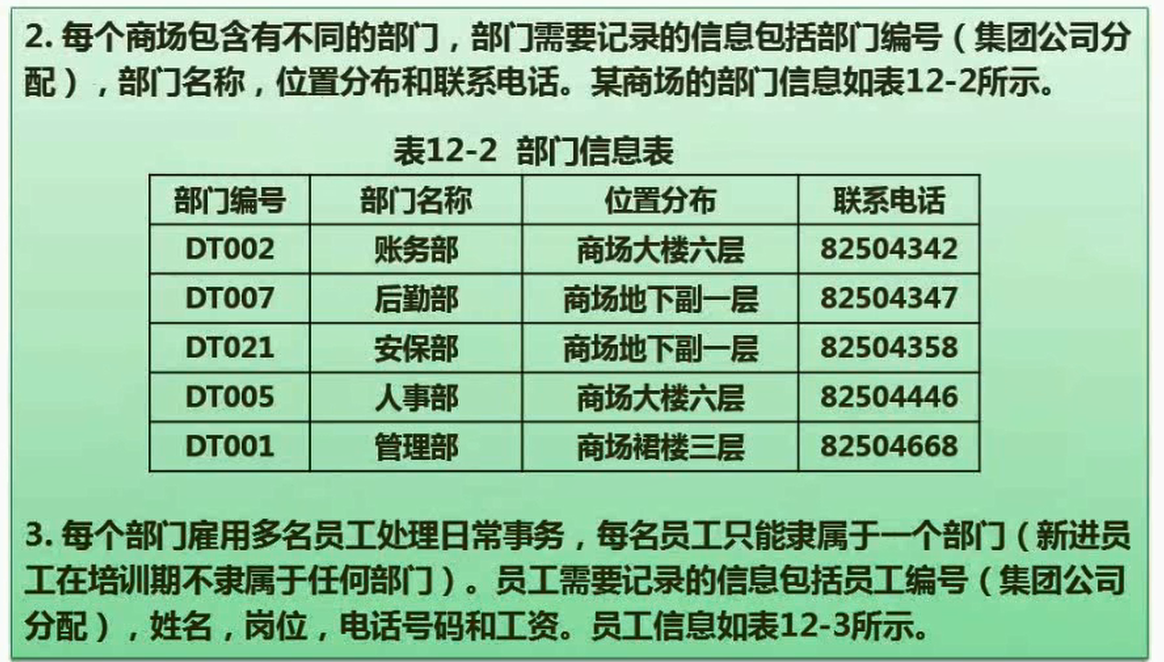 2. 每个商场包含有不同的部门，部门需要记录的信息包括部门编号（集团公司分
配），部门名称，位置分布和联系电话。某商场的部门信息如表12-2所示。
表12-2 部门信息表
部门编号 部门名称 位置分布 联系电话
DT002 账务部 商场大楼六层 82504342
DT007 后勤部 商场地下副一层 82504347
DT021 安保部 商场地下副一层 82504358
DT005 人事部 商场大楼六层 82504446
DT001 管理部 商场裙楼三层 82504668
3. 每个部门雇用多名员工处理日常事务，每名员工只能隶属于一个部门（新进员
工在培训期不隶属于任何部门）。员工需要记录的信息包括员工编号（集团公司
分配），姓名，岗位，电话号码和工资。员工信息如表12-3所示。